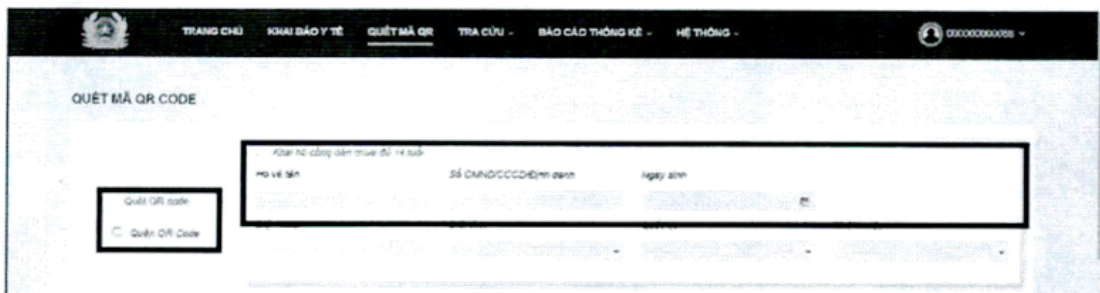 TRANG CHỦ KHAI BÁO Y TẾ QUÉT MÃ QR TRA CỨU BÁO CÁO THỐNG KÊ HỆ THỐNG
QUÉT MÃ QR CODE
Khai hộ công dân chưa đủ 14 tuổi
Họ và tên Số CMND/CCCD/Định danh Ngày sinh
Quét QR code
Quên QR Code